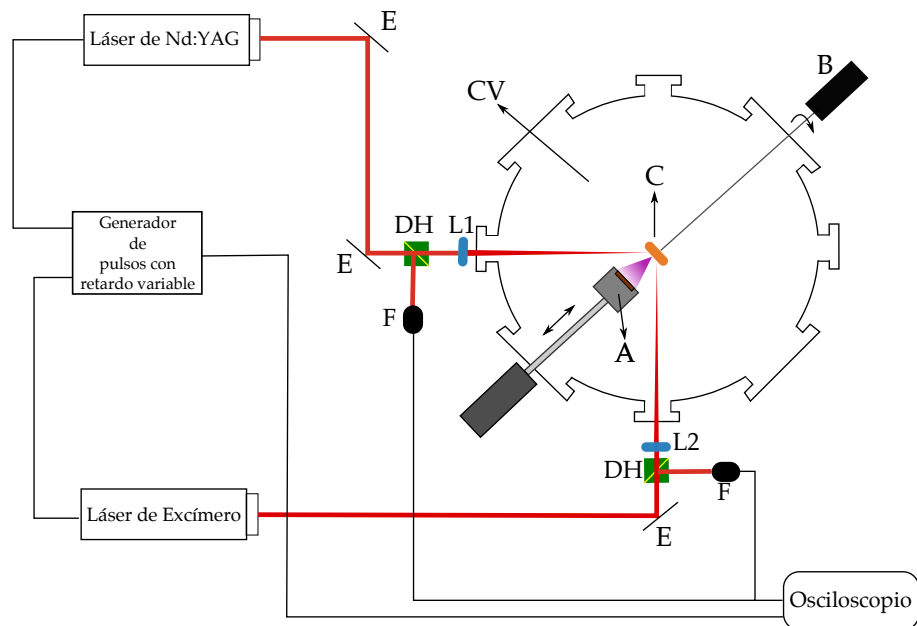 E
Láser de Nd:YAG
B
CV
C
DH
L1
Generador
de
pulsos con
retardo variable
E
F
A
L2
DH
F
Láser de Excímero
E
Osciloscopio